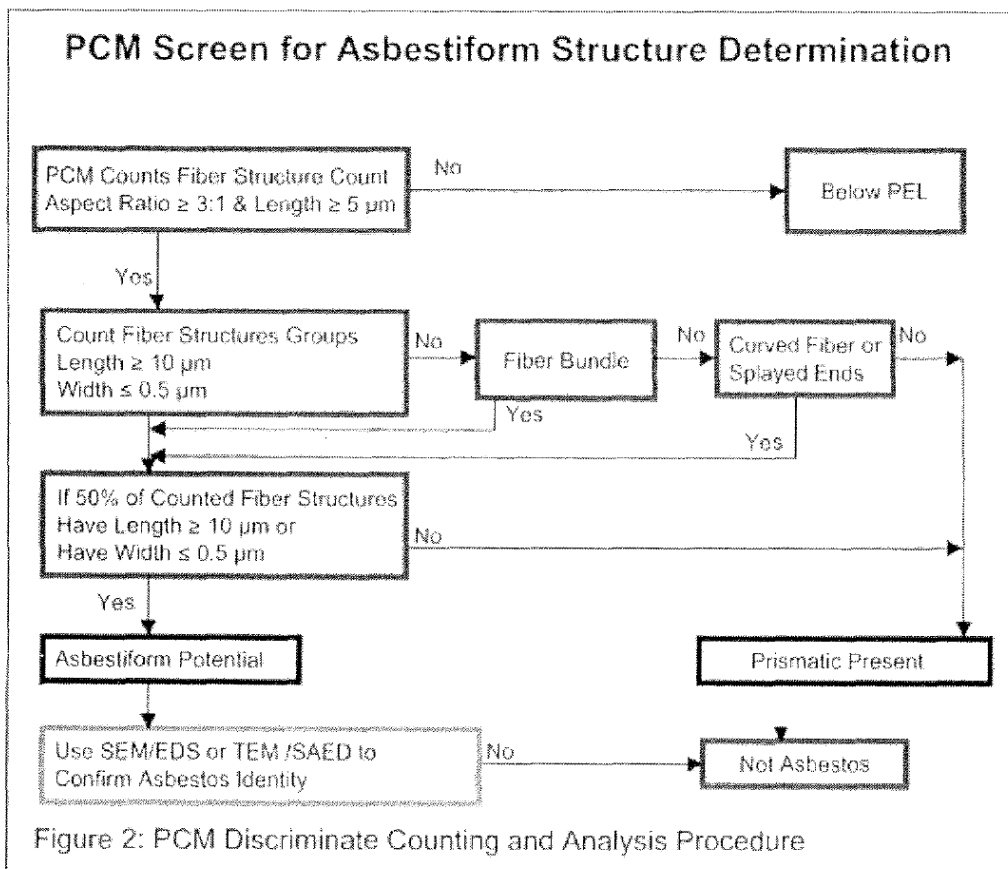 PCM Screen for Asbestiform Structure Determination
PCM Counts Fiber Structure Count
Aspect Ratio ≥ 3:1 & Length ≥ 5 µm
No
Below PEL
Yes
Count Fiber Structures Groups
Length ≥ 10 µm
Width ≤ 0.5 µm
No
Fiber Bundle
No
Curved Fiber or
Splayed Ends
No
Yes
Yes
If 50% of Counted Fiber Structures
Have Length ≥ 10 µm or
Have Width ≤ 0.5 µm
No
Yes
Asbestiform Potential
Prismatic Present
Use SEM/EDS or TEM /SAED to
Confirm Asbestos Identity
No
Not Asbestos
Figure 2: PCM Discriminate Counting and Analysis Procedure